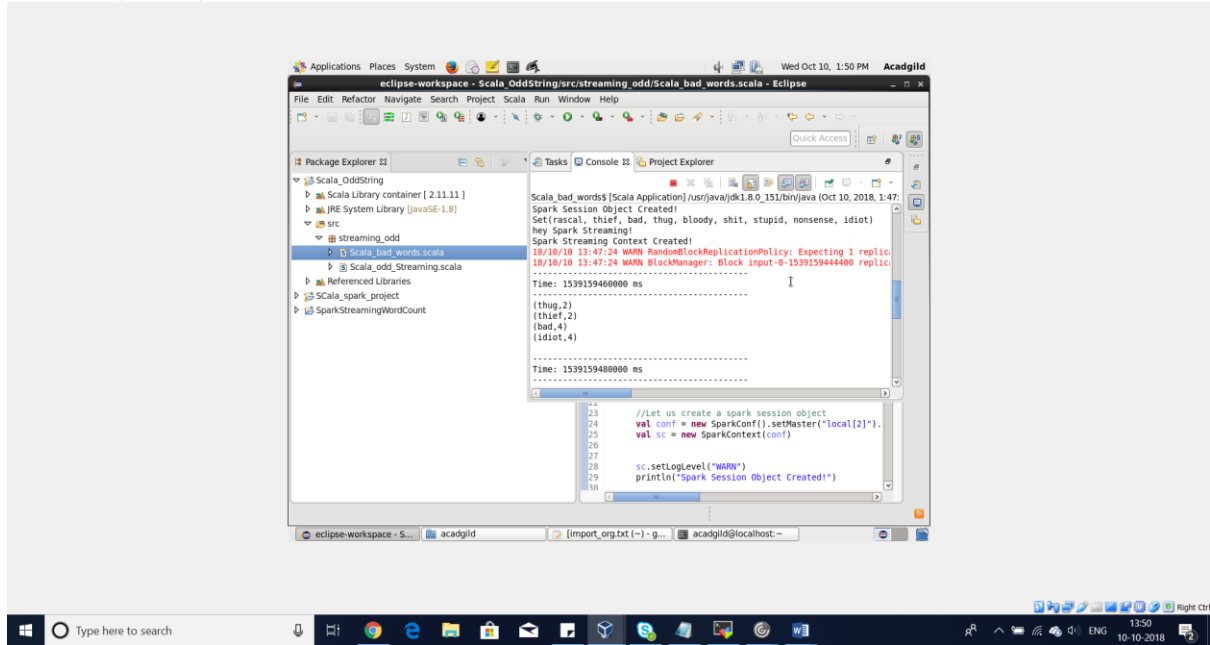 Applications Places System
Wed Oct 10, 1:50 PM Acadgild
eclipse-workspace - Scala_OddString/src/streaming_odd/Scala_bad_words.scala - Eclipse
File Edit Refactor Navigate Search Project Scala Run Window Help
Quick Access
Package Explorer
Scala_OddString
Scala Library container [ 2.11.11 ]
JRE System Library [JavaSE-1.8]
src
streaming_odd
Scala_bad_words.scala
Scala_odd_Streaming.scala
Referenced Libraries
SCala_spark_project
SparkStreamingWordCount
Tasks Console Project Explorer
Scala_bad_words$ [Scala Application] /usr/java/jdk1.8.0_151/bin/java (Oct 10, 2018, 1:47:
Spark Session Object Created!
Set(rascal, thief, bad, thug, bloody, shit, stupid, nonsense, idiot)
hey Spark Streaming!
Spark Streaming Context Created!
18/10/10 13:47:24 WARN RandomBlockReplicationPolicy: Expecting 1 replica
18/10/10 13:47:24 WARN BlockManager: Block input-0-1539159444400 replica
-------------------------------------------
Time: 1539159460000 ms
-------------------------------------------
(thug,2)
(thief,2)
(bad,4)
(idiot,4)
-------------------------------------------
Time: 1539159480000 ms
-------------------------------------------
22
23 //Let us create a spark session object
24 val conf = new SparkConf().setMaster("local[2]").
25 val sc = new SparkContext(conf)
26
27
28 sc.setLogLevel("WARN")
29 println("Spark Session Object Created!")
30
eclipse-workspace - S... acadgild [import_org.txt (~) - g... acadgild@localhost:~
Right Ctrl
Type here to search
ENG
13:50
10-10-2018
2